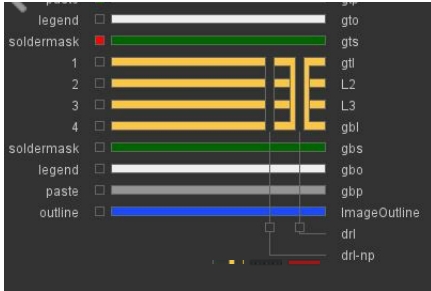 legend gto
soldermask gts
1 gtl
2 L2
3 L3
4 gbl
soldermask gbs
legend gbo
paste gbp
outline ImageOutline
drl
drl-np